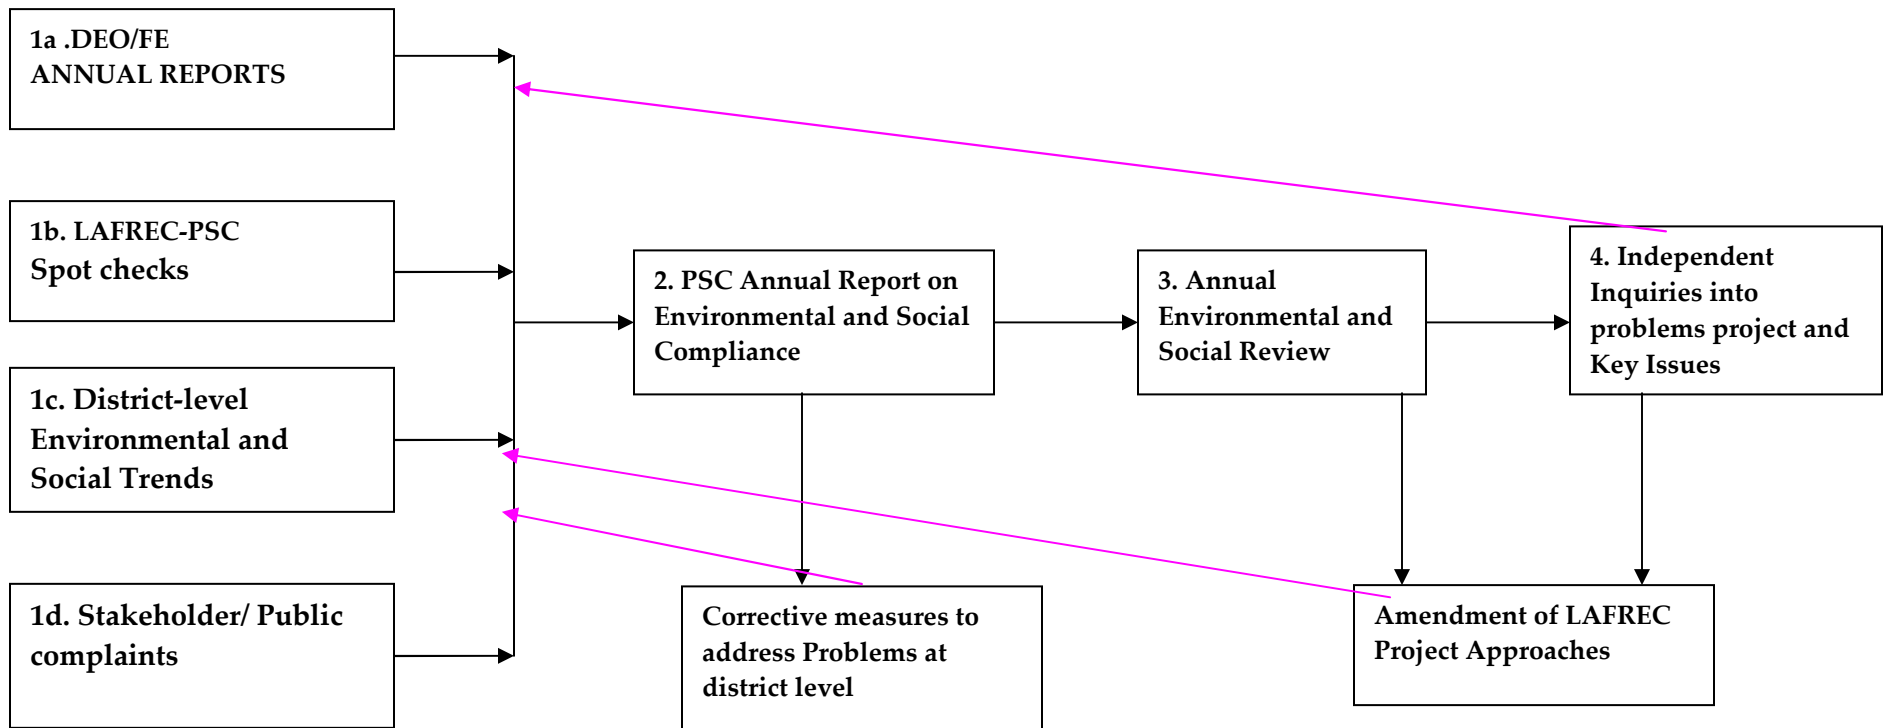 1a .DEO/FE
ANNUAL REPORTS
1b. LAFREC-PSC
Spot checks
1c. District-level
Environmental and
Social Trends
1d. Stakeholder/ Public
complaints
2. PSC Annual Report on
Environmental and Social
Compliance
3. Annual
Environmental and
Social Review
4. Independent
Inquiries into
problems project and
Key Issues
Corrective measures to
address Problems at
district level
Amendment of LAFREC
Project Approaches